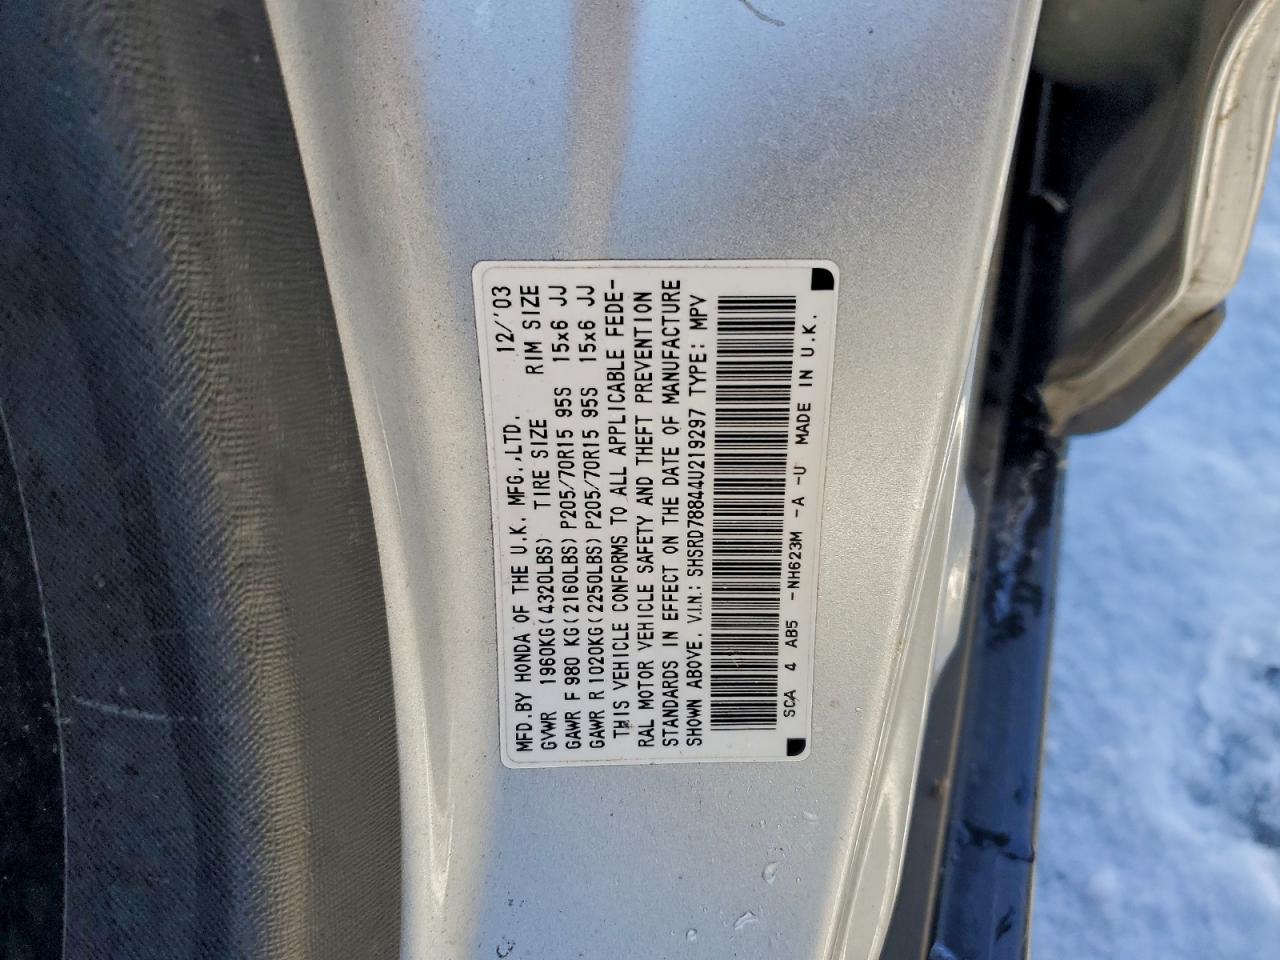 MFD.BY HONDA OF THE U.K. MFG.,LTD. 12/'03
GVWR 1960KG(4320LBS) TIRE SIZE RIM SIZE
GAWR F 980 KG(2160LBS) P205/70R15 95S 15x6 JJ
GAWR R 1020KG(2250LBS) P205/70R15 95S 15x6 JJ
THIS VEHICLE CONFORMS TO ALL APPLICABLE FEDE-
RAL MOTOR VEHICLE SAFETY AND THEFT PREVENTION
STANDARDS IN EFFECT ON THE DATE OF MANUFACTURE
SHOWN ABOVE. V.I.N.: SHSRD78844U219297 TYPE: MPV
SCA 4 AB5 -NH623M -A -U MADE IN U.K.